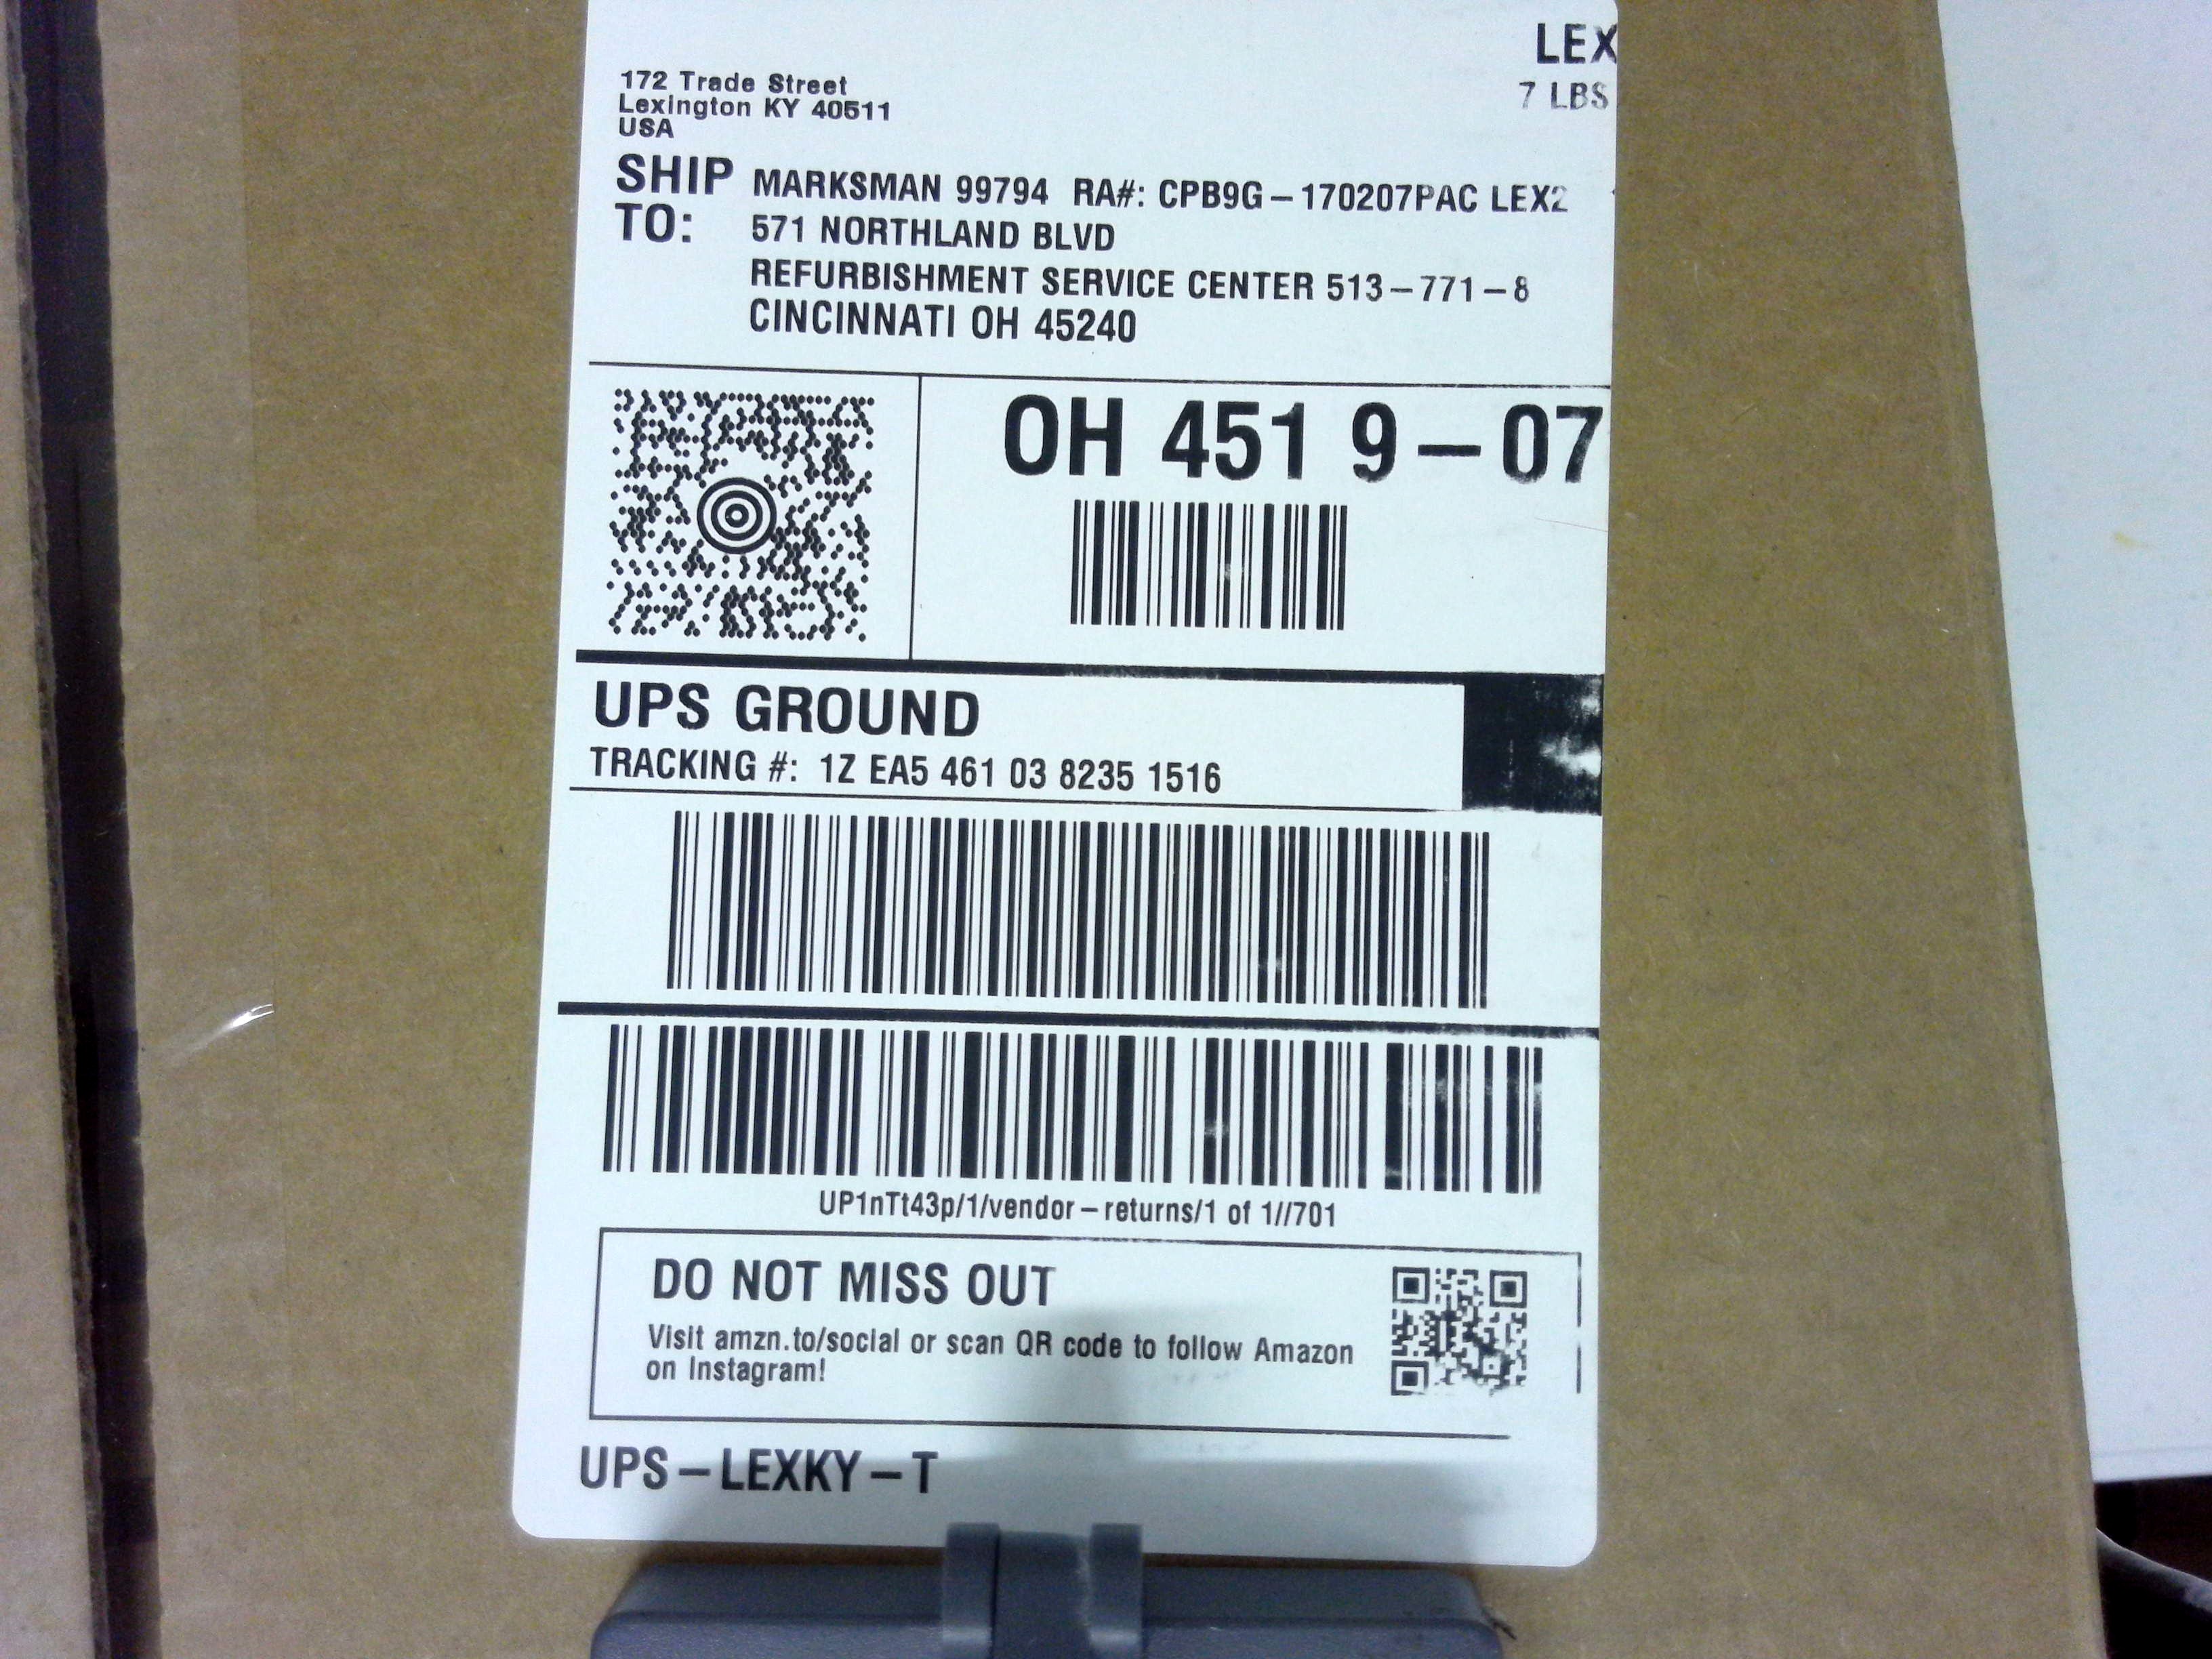 LEX
172 Trade Street
7 LBS
Lexington KY 40511
USA
SHIP TO:
MARKSMAN 99794 RA#: CPB9G-170207PAC LEX2
571 NORTHLAND BLVD
REFURBISHMENT SERVICE CENTER 513-771-8
CINCINNATI OH 45240
OH 451 9-07
UPS GROUND
TRACKING #: 1Z EA5 461 03 8235 1516
UP1nTt43p/1/vendor-returns/1 of 1//701
DO NOT MISS OUT
Visit amzn.to/social or scan QR code to follow Amazon
on Instagram!
UPS-LEXKY-T